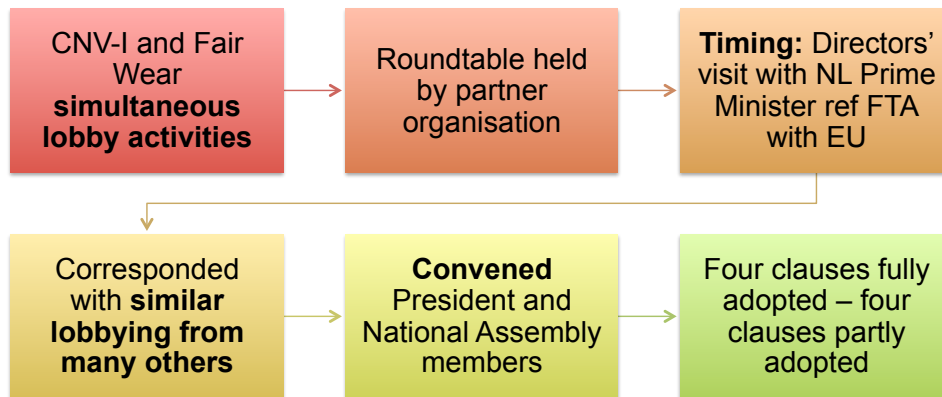 CNV-I and Fair
Wear
simultaneous
lobby activities
Roundtable held
by partner
organisation
Timing: Directors’
visit with NL Prime
Minister ref FTA
with EU
Corresponded
with similar
lobbying from
many others
Convened
President and
National Assembly
members
Four clauses fully
adopted – four
clauses partly
adopted